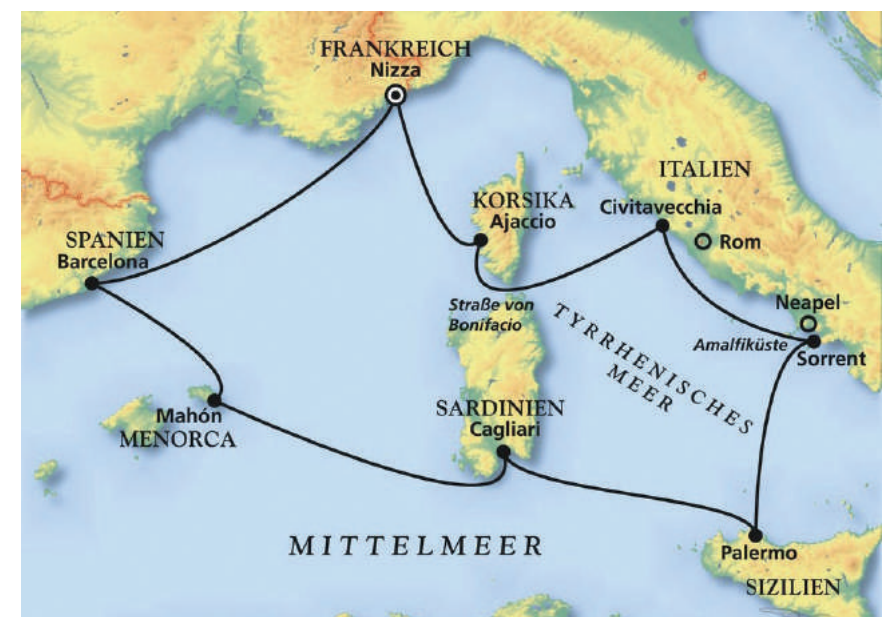 FRANKREICH
Nizza
ITALIEN
KORSIKA
Ajaccio
Civitavecchia
Rom
SPANIEN
Barcelona
Straße von
Bonifacio
Neapel
TYRRHENISCHES
MEER
Amalfiküste
Sorrent
Mahón
MENORCA
SARDINIEN
Cagliari
MITTELMEER
Palermo
SIZILIEN